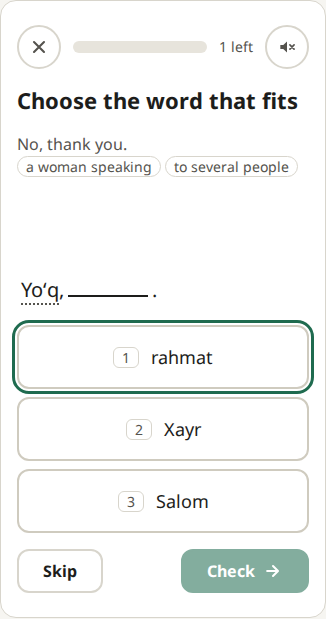 1 left
Choose the word that fits
No, thank you.
a woman speaking to several people
Yoʻq, ________ .
1 rahmat
2 Xayr
3 Salom
Skip Check →